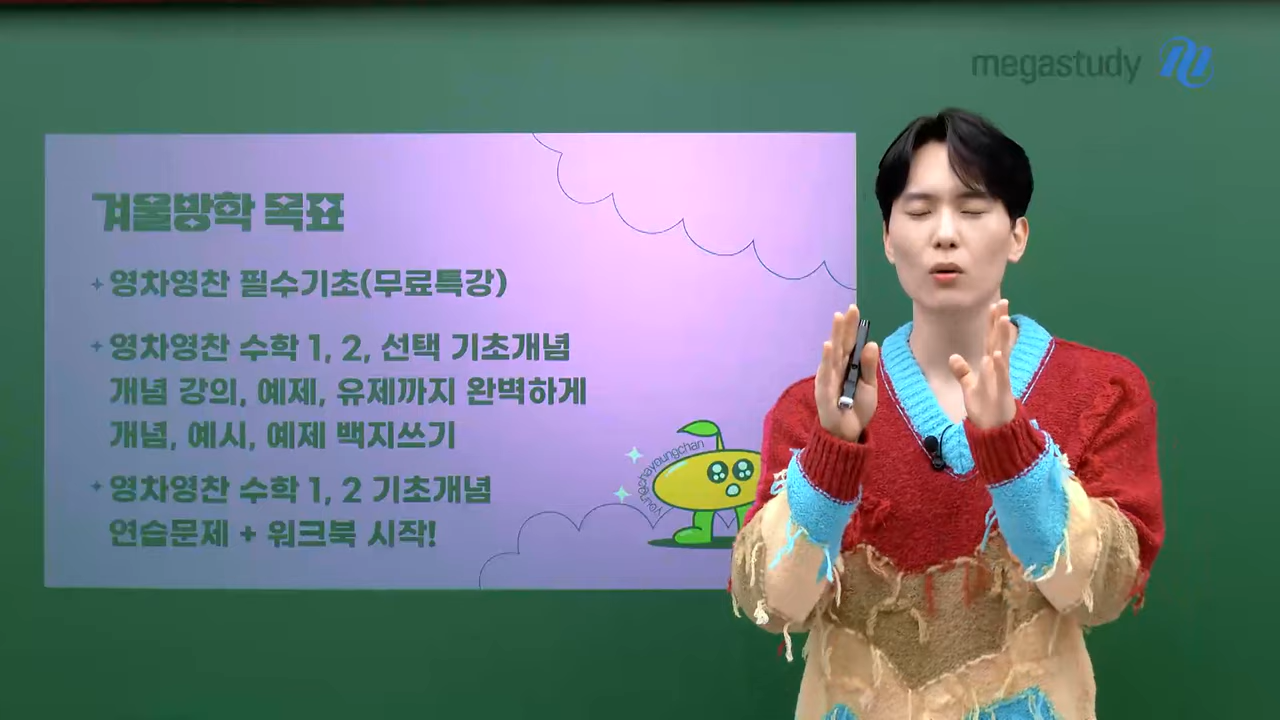 megastudy
겨울방학 목표
영차영찬 필수기초(무료특강)
영차영찬 수학 1, 2, 선택 기초개념
개념 강의, 예제, 유제까지 완벽하게
개념, 예시, 예제 백지쓰기
youngchayoungchan
영차영찬 수학 1, 2 기초개념
연습문제 + 워크북 시작!